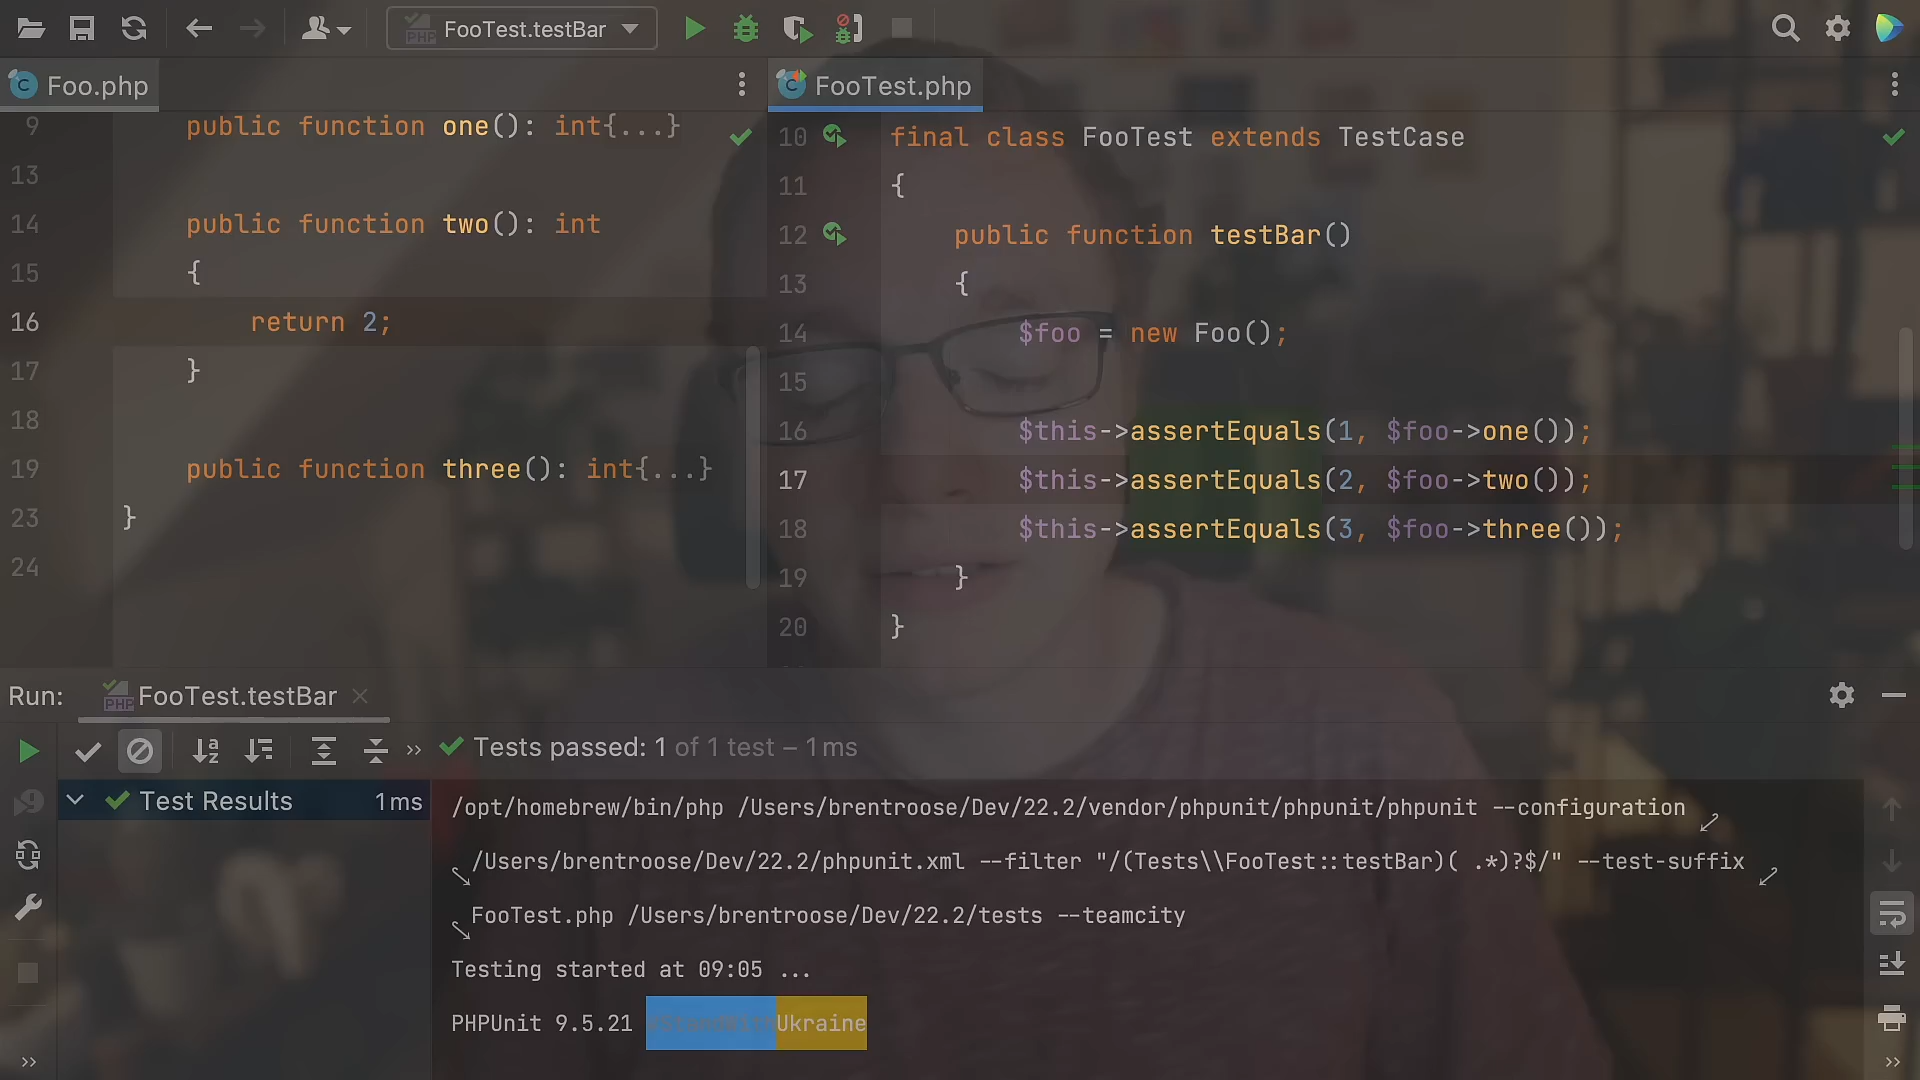 FooTest.testBar
Foo.php
9 public function one(): int{...}
13
14 public function two(): int
15 {
16 return 2;
17 }
18
19 public function three(): int{...}
23 }
24
FooTest.php
10 final class FooTest extends TestCase
11 {
12 public function testBar()
13 {
14 $foo = new Foo();
15
16 $this->assertEquals(1, $foo->one());
17 $this->assertEquals(2, $foo->two());
18 $this->assertEquals(3, $foo->three());
19 }
20 }
Run: FooTest.testBar
Tests passed: 1 of 1 test – 1 ms
Test Results 1 ms
/opt/homebrew/bin/php /Users/brentroose/Dev/22.2/vendor/phpunit/phpunit/phpunit --configuration
/Users/brentroose/Dev/22.2/phpunit.xml --filter "/(Tests\\FooTest::testBar)( .*)?$/" --test-suffix
FooTest.php /Users/brentroose/Dev/22.2/tests --teamcity
Testing started at 09:05 ...
PHPUnit 9.5.21 #StandWithUkraine